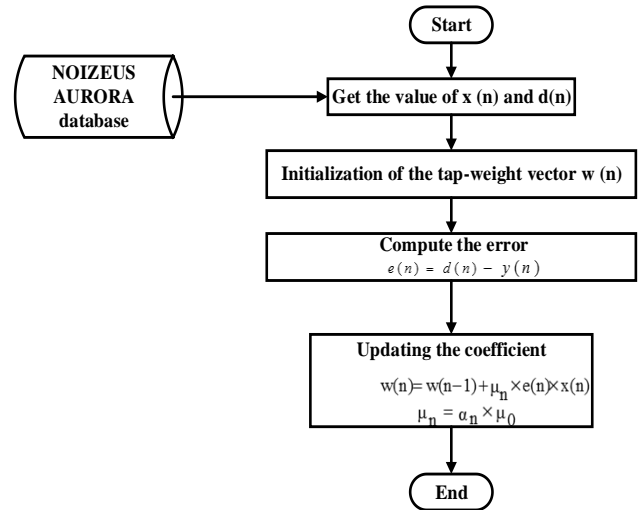 Start
NOIZEUS
AURORA
database
Get the value of x (n) and d(n)
Initialization of the tap-weight vector w (n)
Compute the error
e(n) = d(n) − y(n)
Updating the coefficient
w(n)=w(n−1)+μₙ×e(n)×x(n)
μₙ = αₙ × μ₀
End